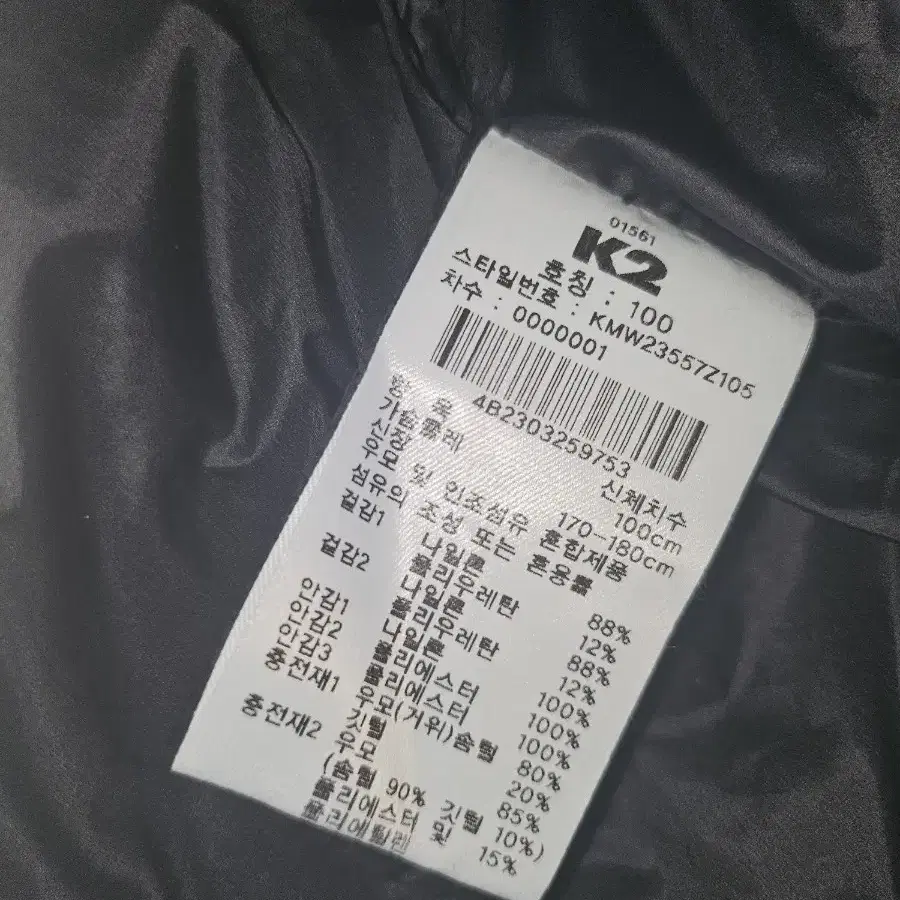 01561
K2
호칭 : 100
스타일번호 : KMW23557Z105
차수 : 0000001
4B2303259753
신체치수
가슴둘레 100cm
신장 170-180cm
우모 및 인조섬유 혼합제품
섬유의 조성 또는 혼용률
겉감1 나일론 88%
폴리우레탄 12%
겉감2 나일론 88%
폴리우레탄 12%
안감1 나일론 100%
안감2 폴리에스터 100%
안감3 폴리에스터 100%
충전재1 우모(거위)솜털 80%
깃털 20%
충전재2 우모 85%
(솜털 90% 깃털 10%)
폴리에스터 및 15%
폴리에틸렌